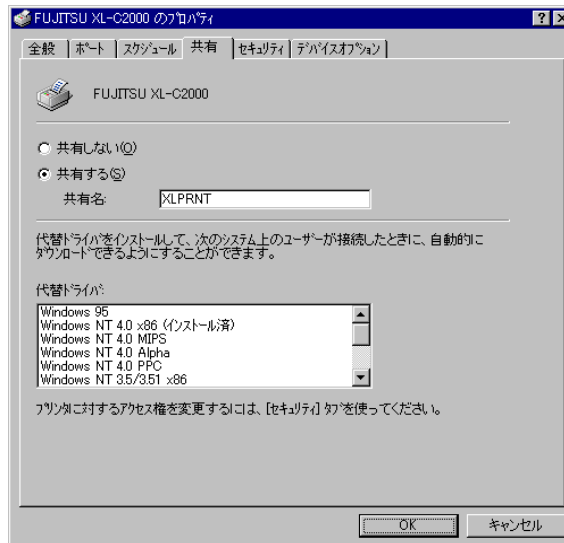 FUJITSU XL-C2000 のプロパティ
全般 ポート スケジュール 共有 セキュリティ デバイスオプション
FUJITSU XL-C2000
共有しない(O)
共有する(S)
共有名: XLPRNT
代替ドライバをインストールして、次のシステム上のユーザーが接続したときに、自動的に
ダウンロードできるようにすることができます。
代替ドライバ:
Windows 95
Windows NT 4.0 x86 (インストール済)
Windows NT 4.0 MIPS
Windows NT 4.0 Alpha
Windows NT 4.0 PPC
Windows NT 3.5/3.51 x86
プリンタに対するアクセス権を変更するには、[セキュリティ] タブを使ってください。
OK キャンセル